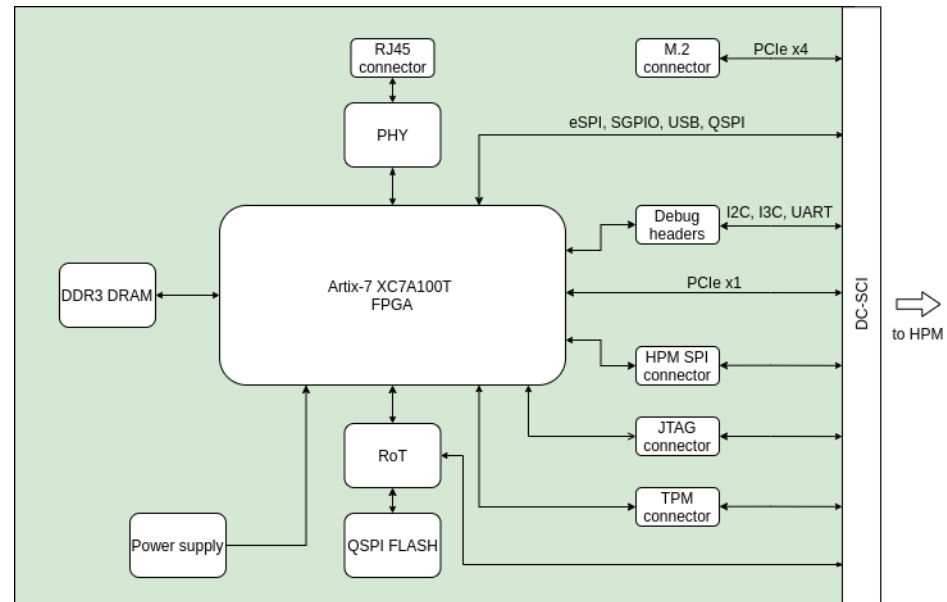 RJ45
connector
M.2
connector
PCIe x4
PHY
eSPI, SGPIO, USB, QSPI
Debug
headers
I2C, I3C, UART
Artix-7 XC7A100T
FPGA
DDR3 DRAM
PCIe x1
DC-SCI
to HPM
HPM SPI
connector
JTAG
connector
RoT
TPM
connector
Power supply
QSPI FLASH